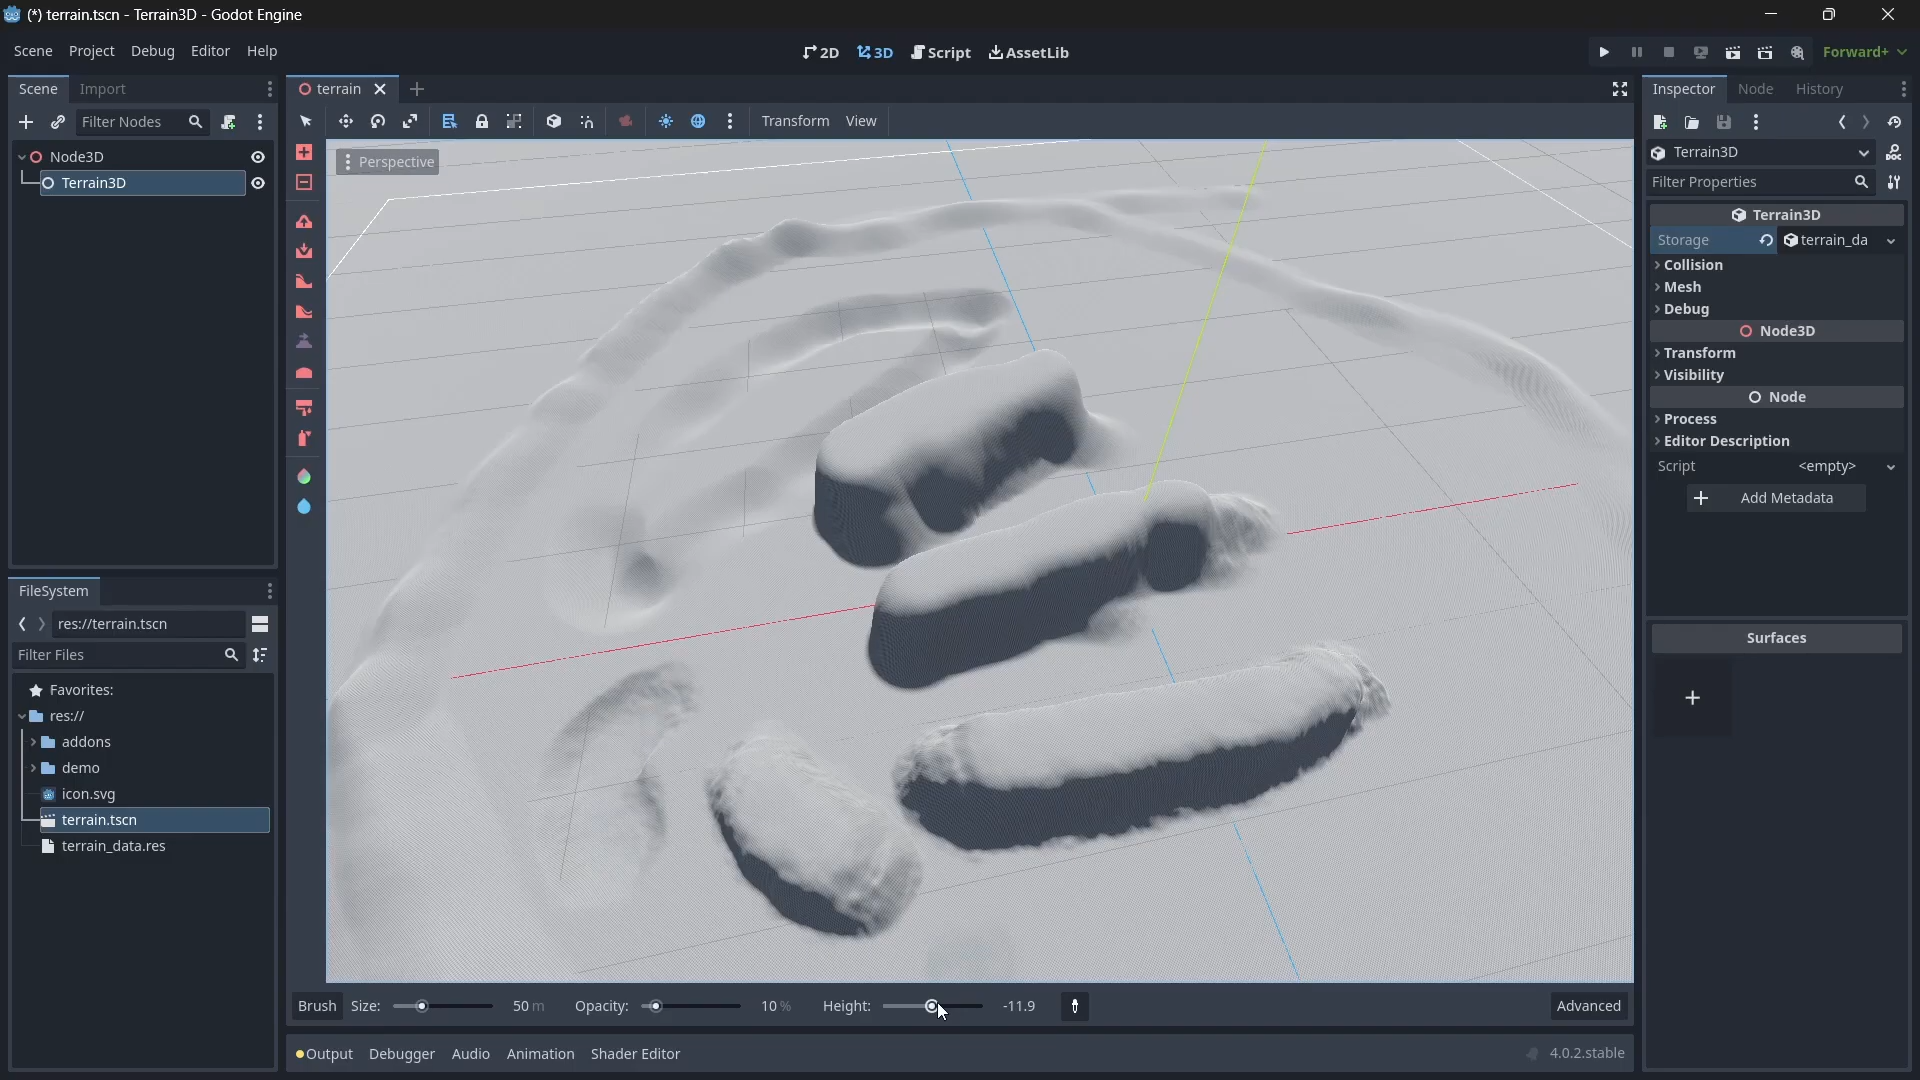 (*) terrain.tscn - Terrain3D - Godot Engine
Scene Project Debug Editor Help
2D 3D Script AssetLib
Forward+
Scene Import
terrain
Inspector Node History
Filter Nodes
Transform View
Node3D
Terrain3D
Perspective
Terrain3D
Filter Properties
Terrain3D
Storage terrain_da
Collision
Mesh
Debug
Node3D
Transform
Visibility
Node
Process
Editor Description
Script <empty>
Add Metadata
Surfaces
FileSystem
res://terrain.tscn
Filter Files
Favorites:
res://
addons
demo
icon.svg
terrain.tscn
terrain_data.res
Brush Size: 50 m Opacity: 10 % Height: -11.9 Advanced
Output Debugger Audio Animation Shader Editor 4.0.2.stable